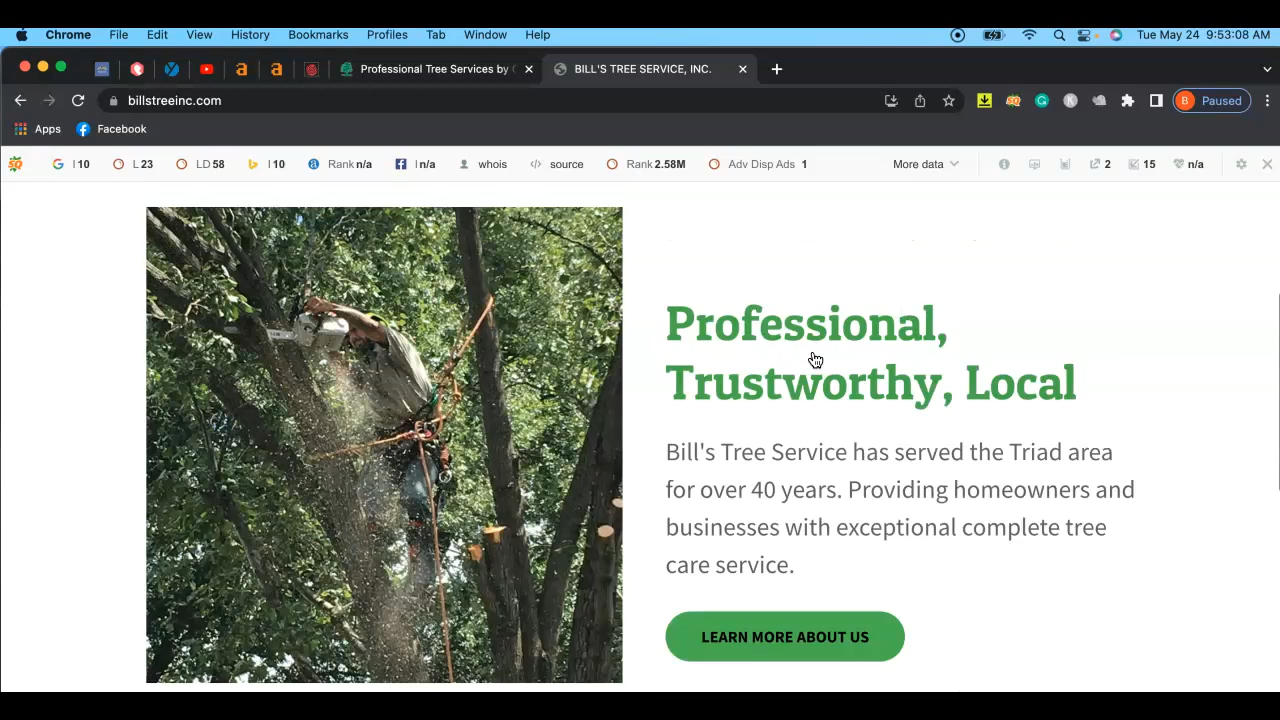 Chrome File Edit View History Bookmarks Profiles Tab Window Help Tue May 24 9:53:08 AM
Professional Tree Services by BILL'S TREE SERVICE, INC.
billstreeinc.com Paused
Apps Facebook
I 10 L 23 LD 58 I 10 Rank n/a I n/a whois source Rank 2.58M Adv Disp Ads 1 More data 2 15 n/a
Professional,
Trustworthy, Local
Bill's Tree Service has served the Triad area
for over 40 years. Providing homeowners and
businesses with exceptional complete tree
care service.
LEARN MORE ABOUT US